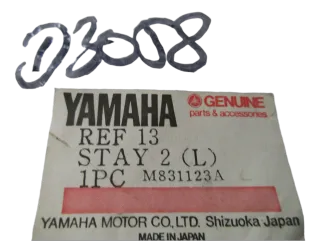 D3058
YAMAHA GENUINE
parts & accessories
REF 13
STAY 2 (L)
1PC M831123A
YAMAHA MOTOR CO., LTD. Shizuoka Japan
MADE IN JAPAN